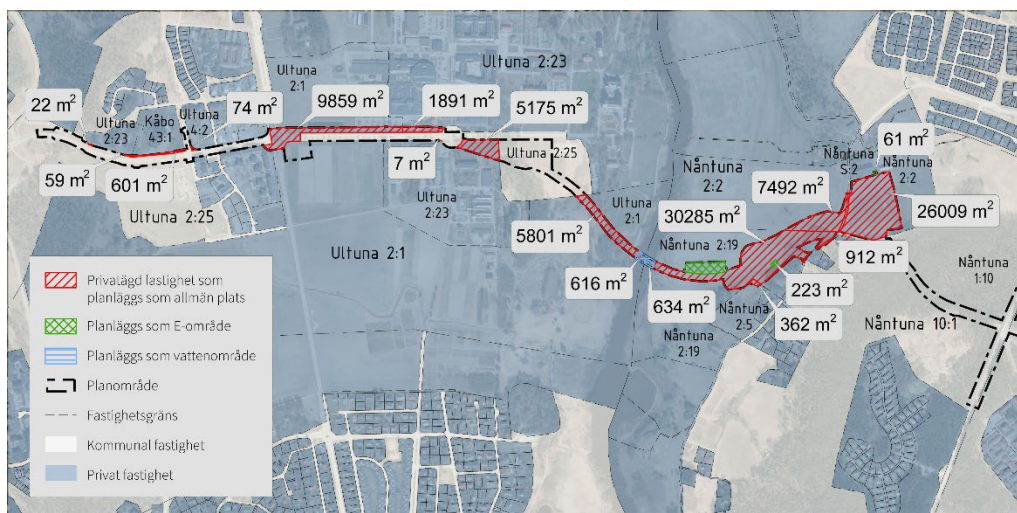 Ultuna 2:23
Ultuna
2:1
9859 m²
1891 m²
5175 m²
22 m²
Ultuna
2:23
Kåbo
43:1
Ultuna
4:2
74 m²
59 m²
601 m²
Ultuna 2:25
7 m²
Ultuna 2:25
Ultuna
2:23
Ultuna 2:1
5801 m²
Ultuna
2:1
616 m²
634 m²
Nåntuna
2:2
Nåntuna
S:2
61 m²
Nåntuna
2:2
7492 m²
30285 m²
26009 m²
Nåntuna 2:19
912 m²
223 m²
Nåntuna
2:5
362 m²
Nåntuna
2:19
Nåntuna 10:1
Nåntuna
1:10
Privatägd fastighet som
planläggs som allmän plats
Planläggs som E-område
Planläggs som vattenområde
Planområde
Fastighetsgräns
Kommunal fastighet
Privat fastighet